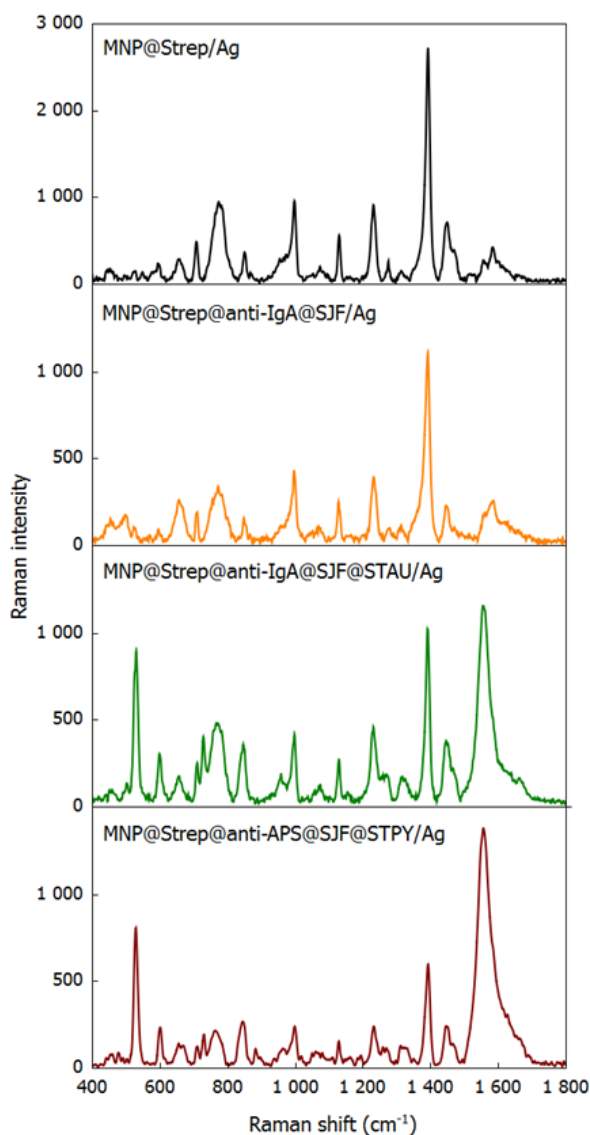 3 000
MNP@Strep/Ag
2 000
1 000
0
MNP@Strep@anti-IgA@SJF/Ag
1 000
500
0
MNP@Strep@anti-IgA@SJF@STAU/Ag
1 000
500
0
MNP@Strep@anti-APS@SJF@STPY/Ag
1 000
500
0
Raman intensity
400 600 800 1 000 1 200 1 400 1 600 1 800
Raman shift (cm⁻¹)